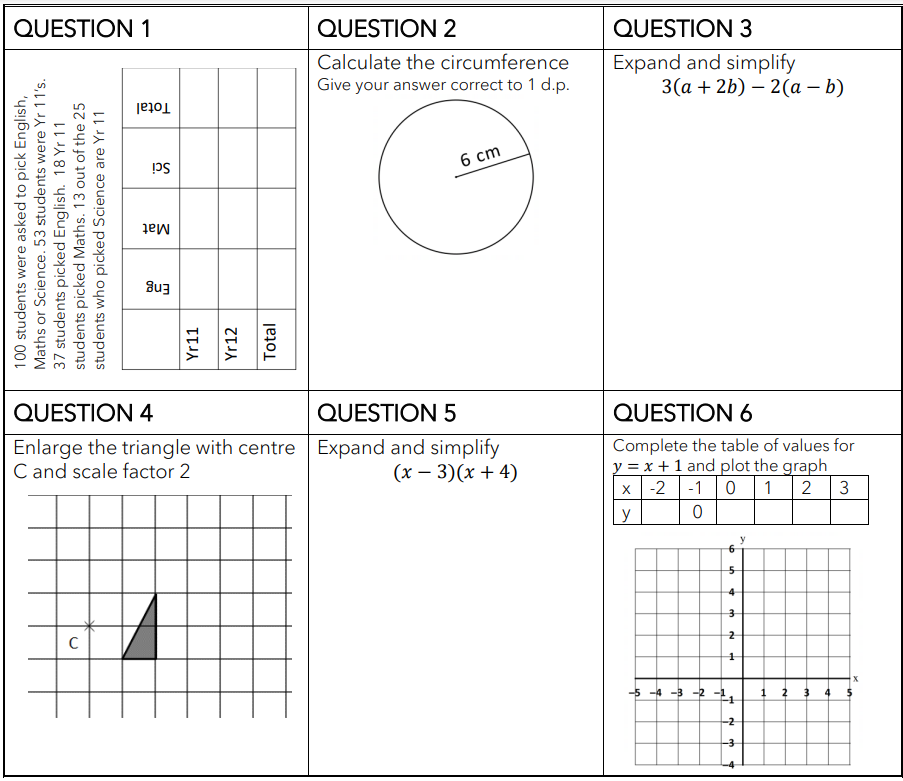 QUESTION 1
100 students were asked to pick English,
Maths or Science. 53 students were Yr 11's.
37 students picked English. 18 Yr 11
students picked Maths. 13 out of the 25
students who picked Science are Yr 11
Eng Mat Sci Total
Yr11
Yr12
Total
QUESTION 2
Calculate the circumference
Give your answer correct to 1 d.p.
6 cm
QUESTION 3
Expand and simplify
3(a + 2b) − 2(a − b)
QUESTION 4
Enlarge the triangle with centre
C and scale factor 2
C
QUESTION 5
Expand and simplify
(x − 3)(x + 4)
QUESTION 6
Complete the table of values for
y = x + 1 and plot the graph
x -2 -1 0 1 2 3
y 0
y
6
5
4
3
2
1
x
-5 -4 -3 -2 -1 1 2 3 4 5
-1
-2
-3
-4